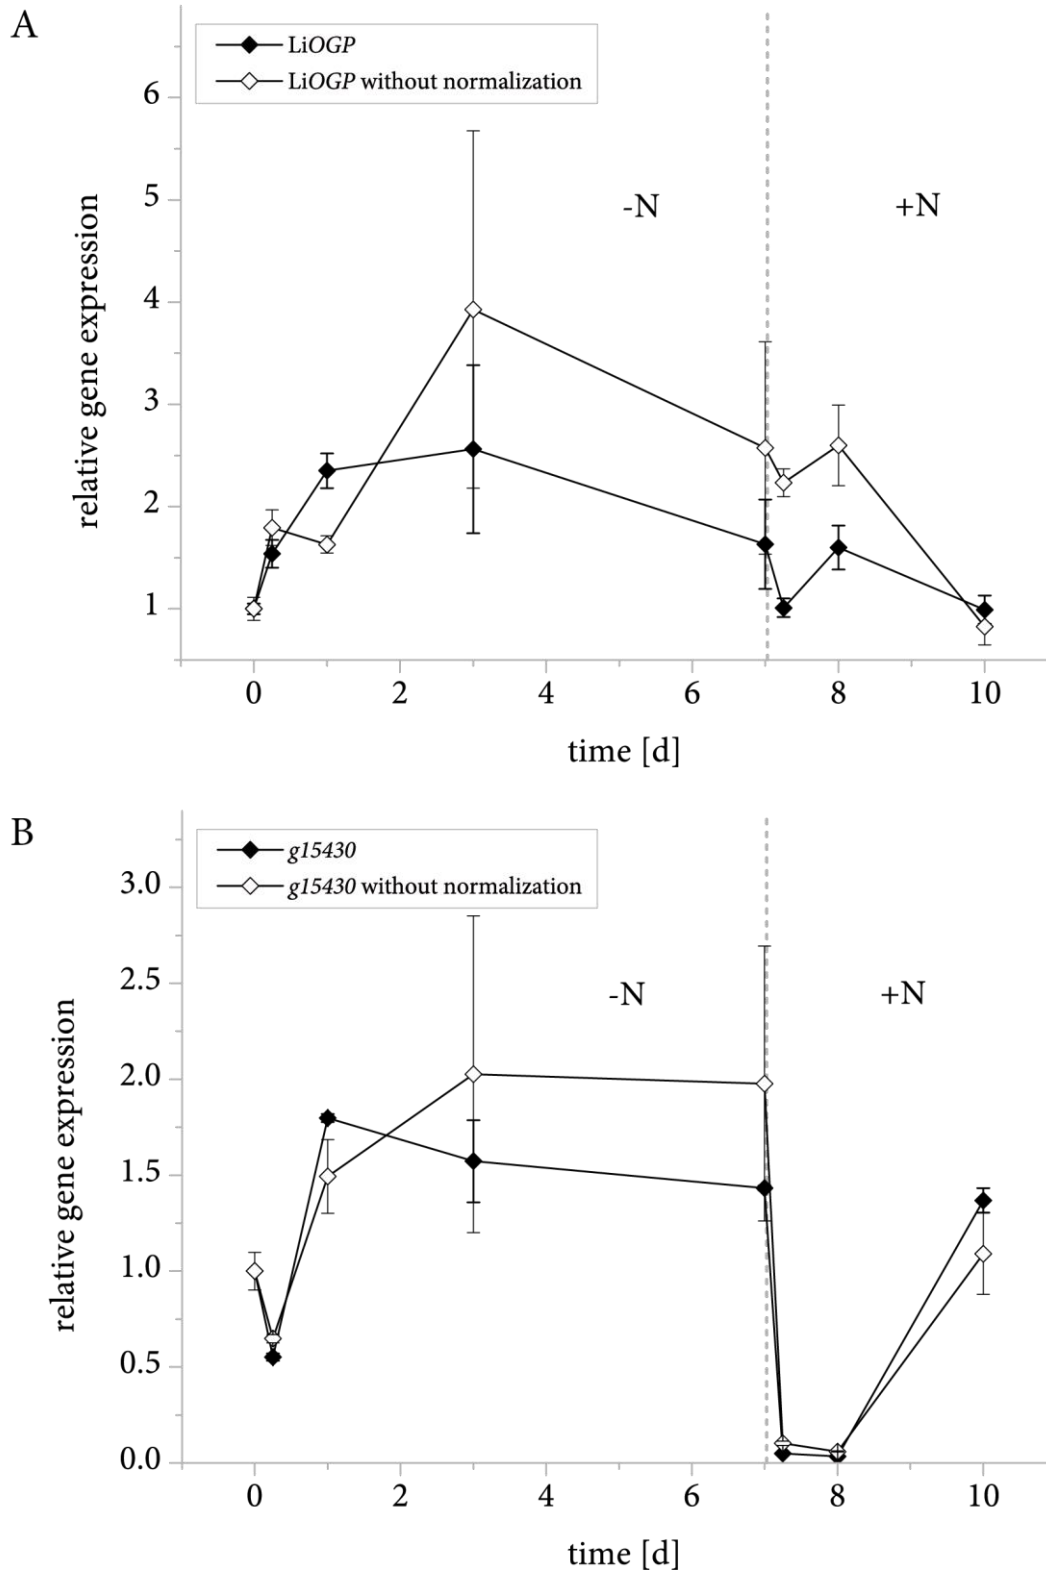 A
LiOGP
LiOGP without normalization
6
5
4
3
2
1
relative gene expression
-N
+N
0 2 4 6 8 10
time [d]
B
g15430
g15430 without normalization
3.0
2.5
2.0
1.5
1.0
0.5
0.0
relative gene expression
-N
+N
0 2 4 6 8 10
time [d]